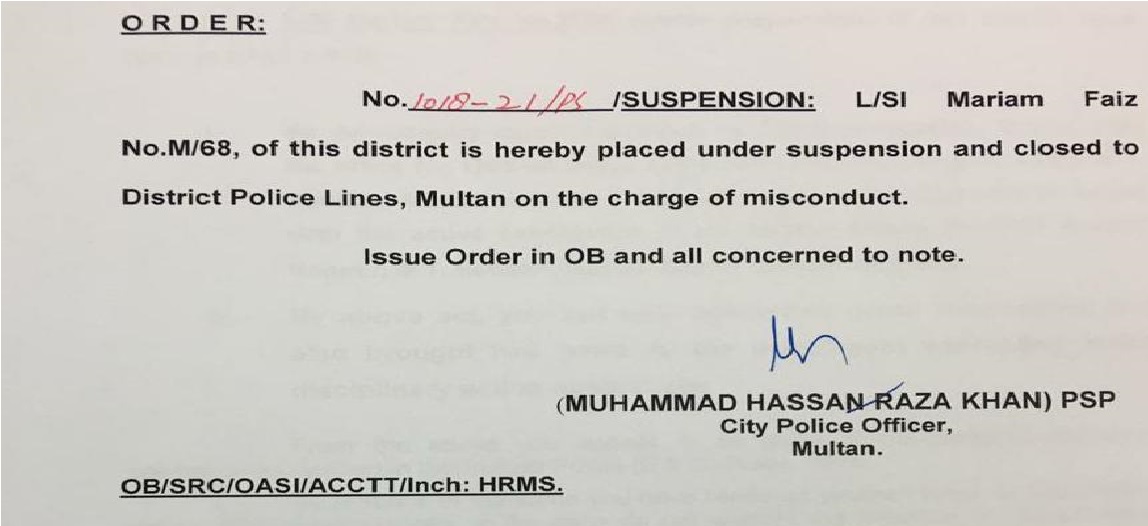 ORDER:
No. 1018-21/PS /SUSPENSION: L/SI Mariam Faiz
No.M/68, of this district is hereby placed under suspension and closed to
District Police Lines, Multan on the charge of misconduct.
Issue Order in OB and all concerned to note.
(MUHAMMAD HASSAN RAZA KHAN) PSP
City Police Officer,
Multan.
OB/SRC/OASI/ACCTT/Inch: HRMS.